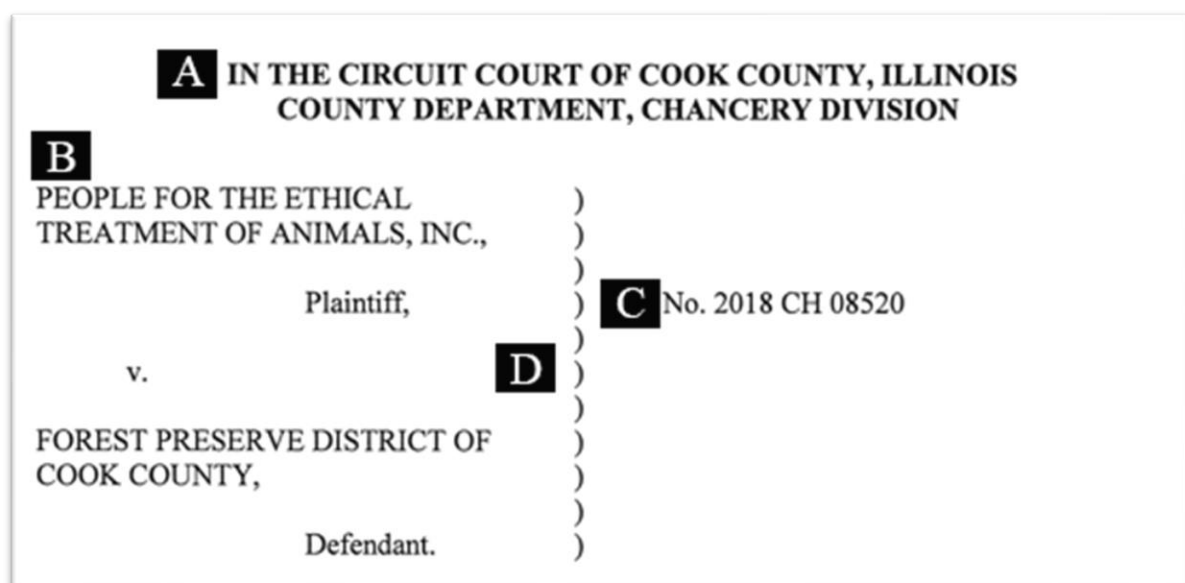 A IN THE CIRCUIT COURT OF COOK COUNTY, ILLINOIS
COUNTY DEPARTMENT, CHANCERY DIVISION
B
PEOPLE FOR THE ETHICAL )
TREATMENT OF ANIMALS, INC., )
)
Plaintiff, ) C No. 2018 CH 08520
)
v. D )
)
FOREST PRESERVE DISTRICT OF )
COOK COUNTY, )
)
Defendant. )